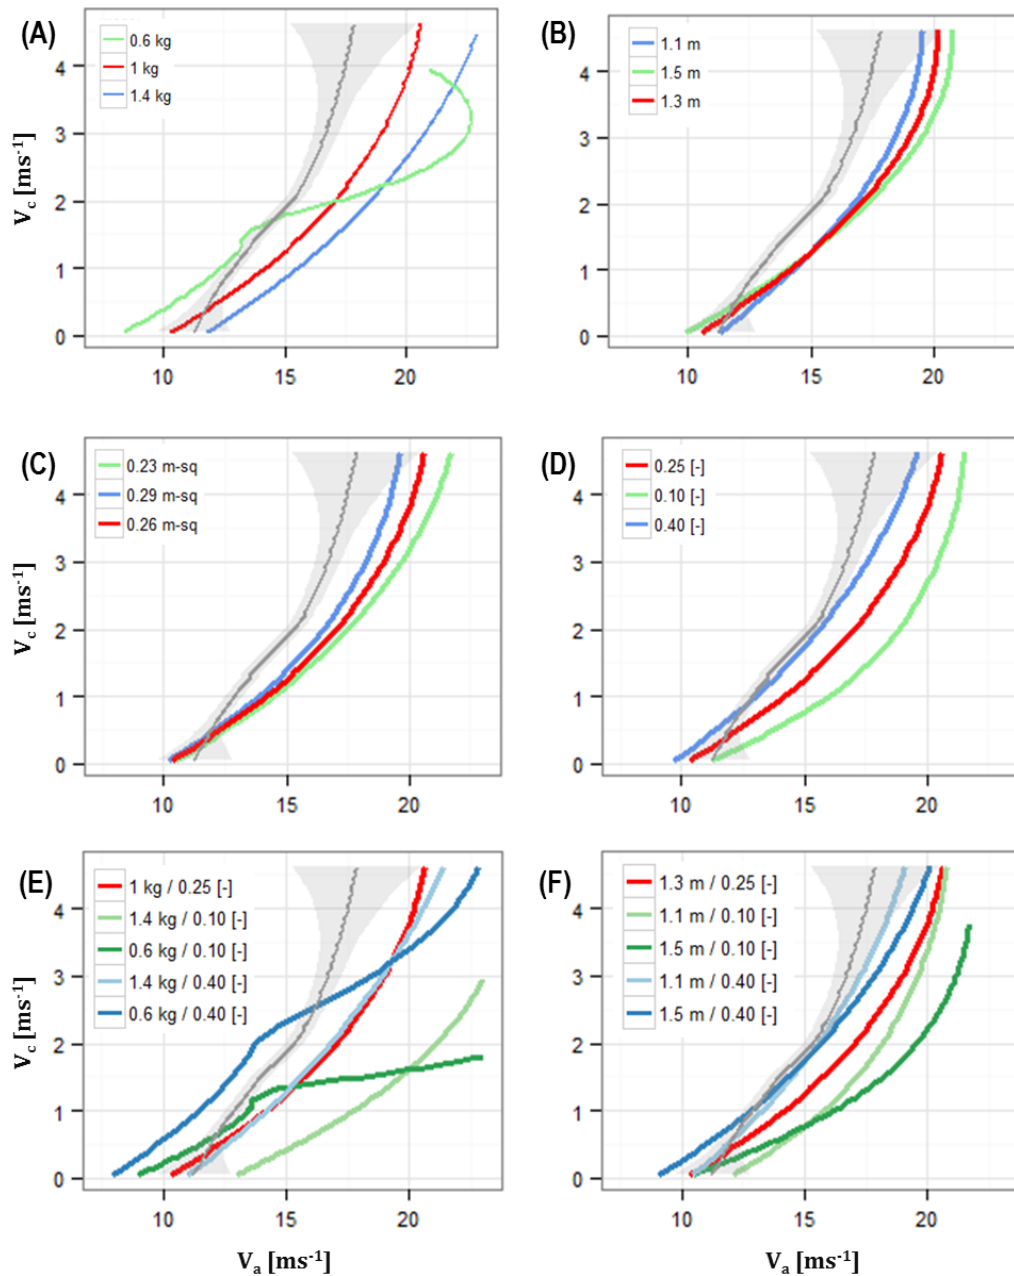 (A)
0.6 kg
1 kg
1.4 kg
V c [ms-1]
4
3
2
1
0
10 15 20
(B)
1.1 m
1.5 m
1.3 m
4
3
2
1
0
10 15 20
(C)
0.23 m-sq
0.29 m-sq
0.26 m-sq
V c [ms-1]
4
3
2
1
0
10 15 20
(D)
0.25 [-]
0.10 [-]
0.40 [-]
4
3
2
1
0
10 15 20
(E)
1 kg / 0.25 [-]
1.4 kg / 0.10 [-]
0.6 kg / 0.10 [-]
1.4 kg / 0.40 [-]
0.6 kg / 0.40 [-]
V c [ms-1]
4
3
2
1
0
10 15 20
V a [ms-1]
(F)
1.3 m / 0.25 [-]
1.1 m / 0.10 [-]
1.5 m / 0.10 [-]
1.1 m / 0.40 [-]
1.5 m / 0.40 [-]
4
3
2
1
0
10 15 20
V a [ms-1]